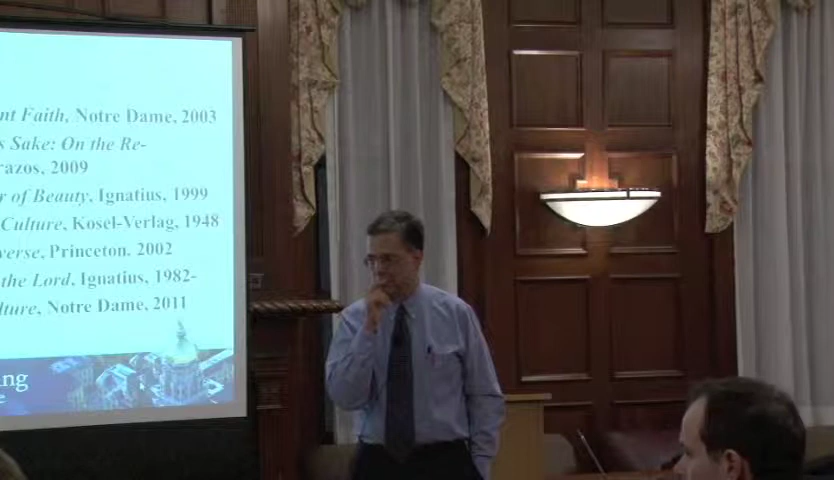 nt Faith, Notre Dame, 2003
s Sake: On the Re-
razos, 2009
r of Beauty, Ignatius, 1999
Culture, Kosel-Verlag, 1948
verse, Princeton. 2002
the Lord, Ignatius, 1982-
lture, Notre Dame, 2011
ng
e